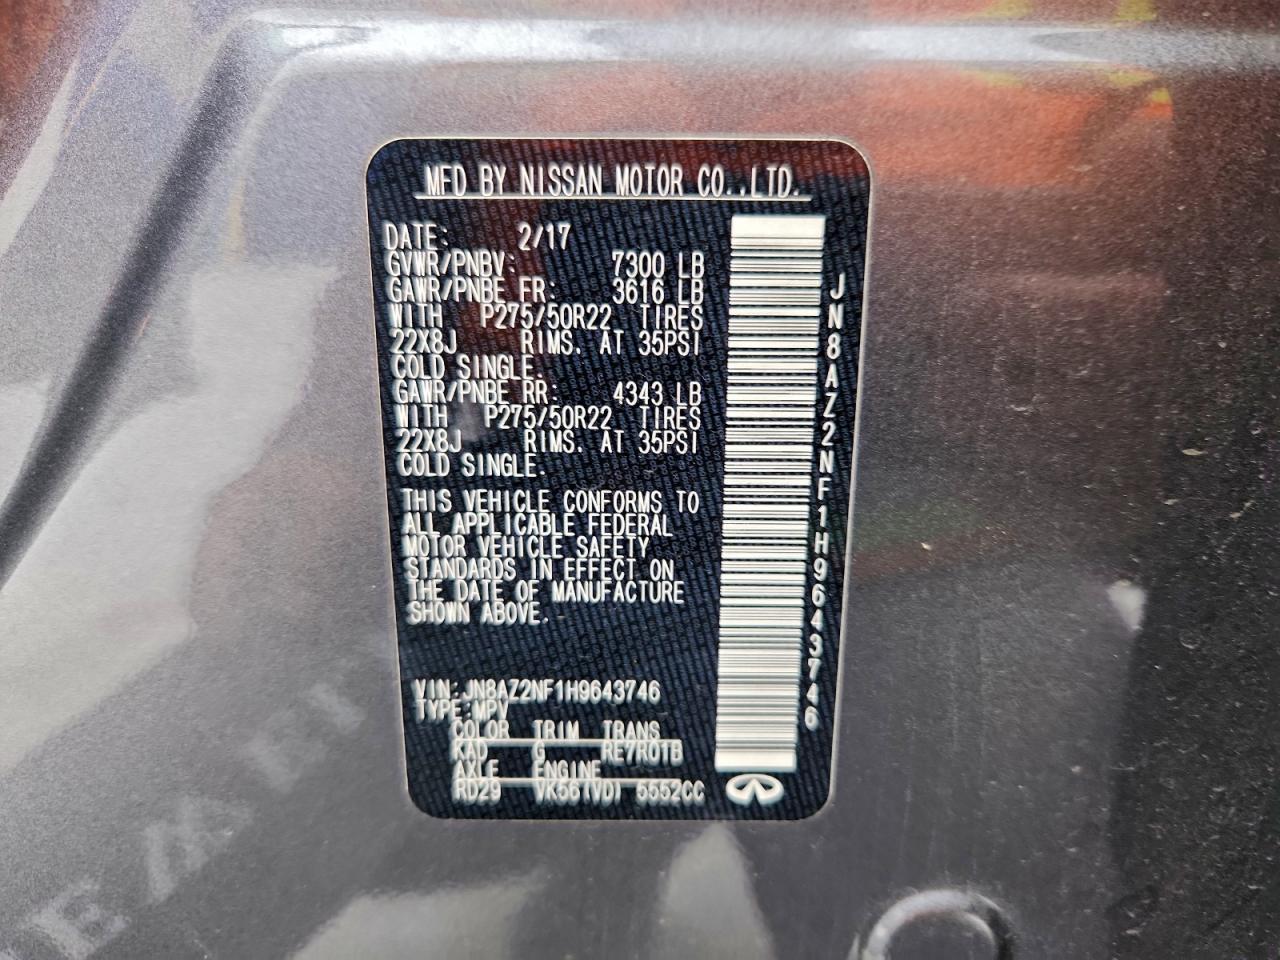 MFD BY NISSAN MOTOR CO.,LTD.
DATE: 2/17
GVWR/PNBV: 7300 LB
GAWR/PNBE FR: 3616 LB
WITH P275/50R22 TIRES
22X8J RIMS. AT 35PSI
COLD SINGLE.
GAWR/PNBE RR: 4343 LB
WITH P275/50R22 TIRES
22X8J RIMS. AT 35PSI
COLD SINGLE.
THIS VEHICLE CONFORMS TO
ALL APPLICABLE FEDERAL
MOTOR VEHICLE SAFETY
STANDARDS IN EFFECT ON
THE DATE OF MANUFACTURE
SHOWN ABOVE.
VIN:JN8AZ2NF1H9643746
TYPE:MPV
COLOR TRIM TRANS
KAD G RE7R01B
AXLE ENGINE
RD29 VK56(VD) 5552CC
JN8AZ2NF1H9643746